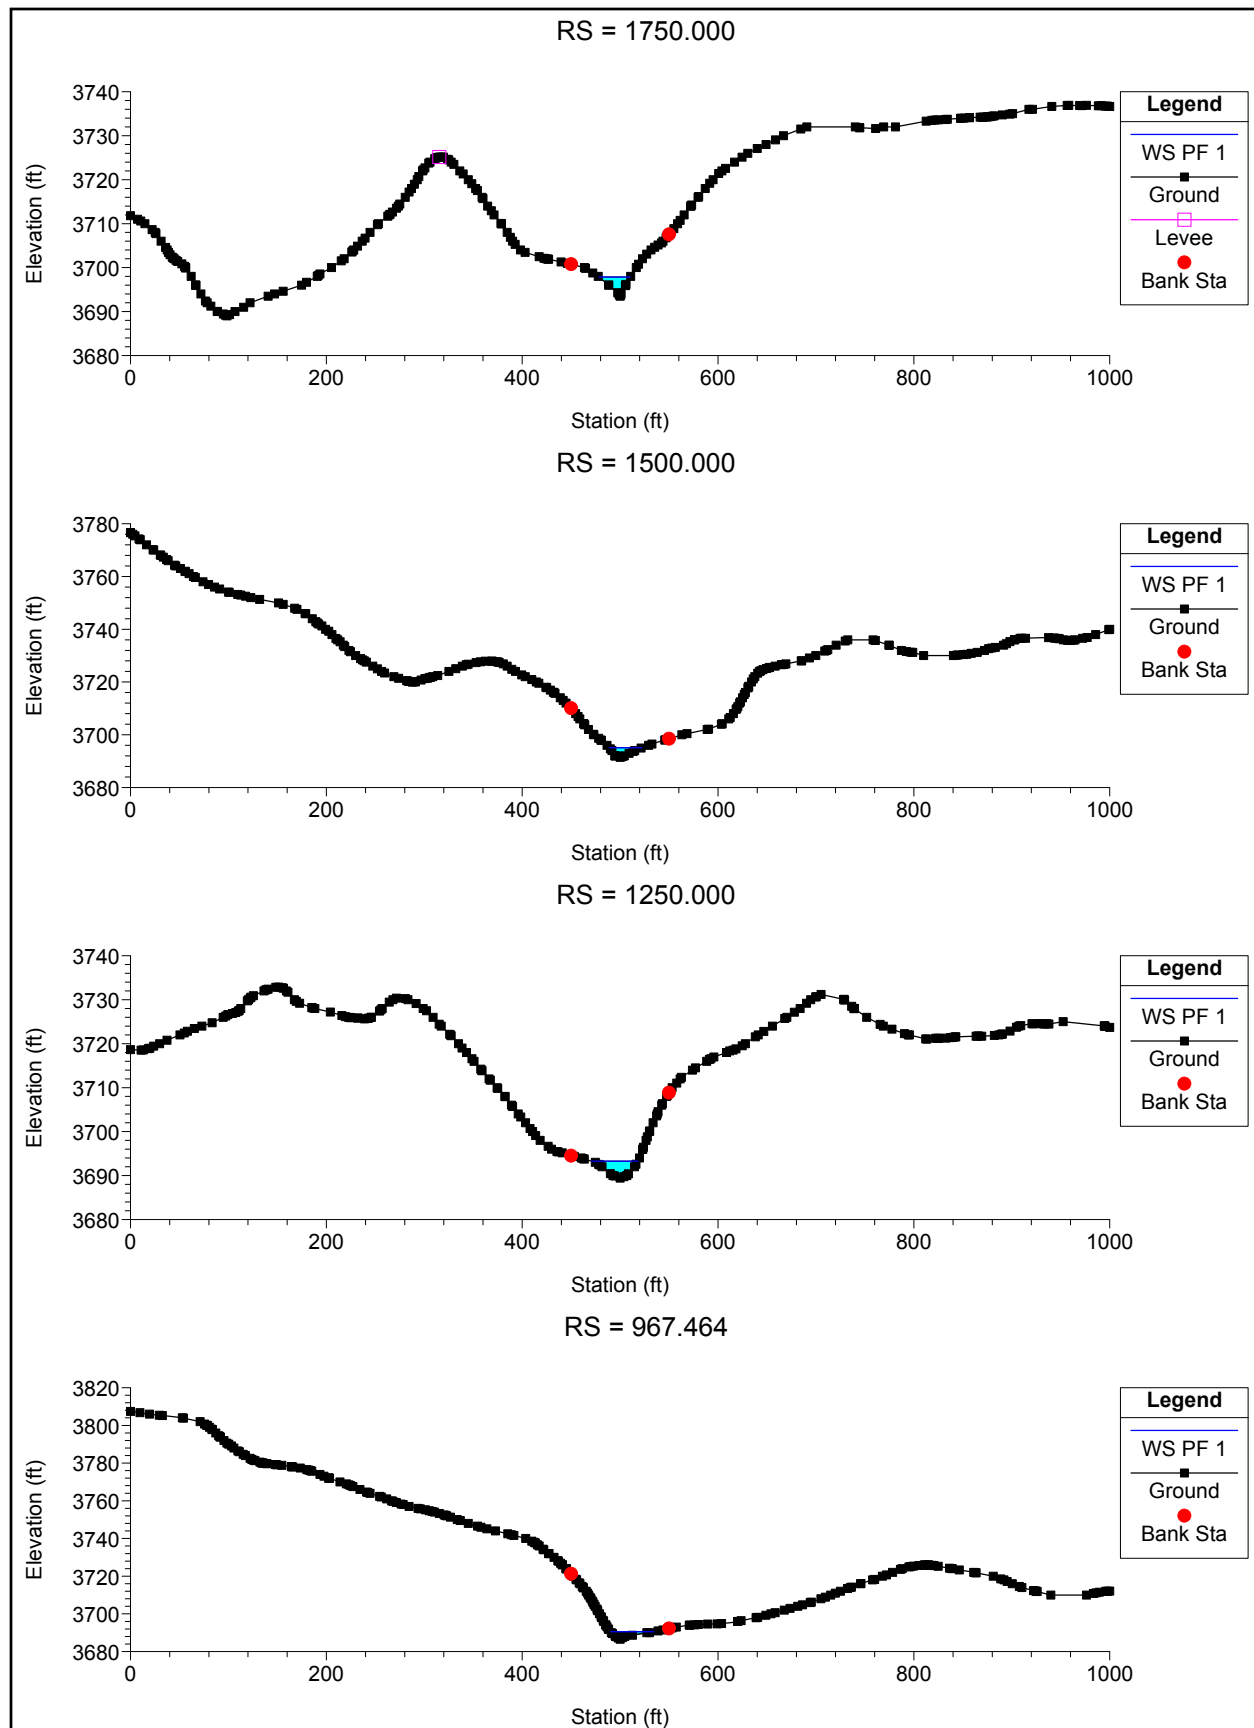 RS = 1750.000
3740
3730
3720
3710
3700
3690
3680
Elevation (ft)
0 200 400 600 800 1000
Station (ft)
Legend
WS PF 1
Ground
Levee
Bank Sta
RS = 1500.000
3780
3760
3740
3720
3700
3680
Elevation (ft)
0 200 400 600 800 1000
Station (ft)
Legend
WS PF 1
Ground
Bank Sta
RS = 1250.000
3740
3730
3720
3710
3700
3690
3680
Elevation (ft)
0 200 400 600 800 1000
Station (ft)
Legend
WS PF 1
Ground
Bank Sta
RS = 967.464
3820
3800
3780
3760
3740
3720
3700
3680
Elevation (ft)
0 200 400 600 800 1000
Station (ft)
Legend
WS PF 1
Ground
Bank Sta